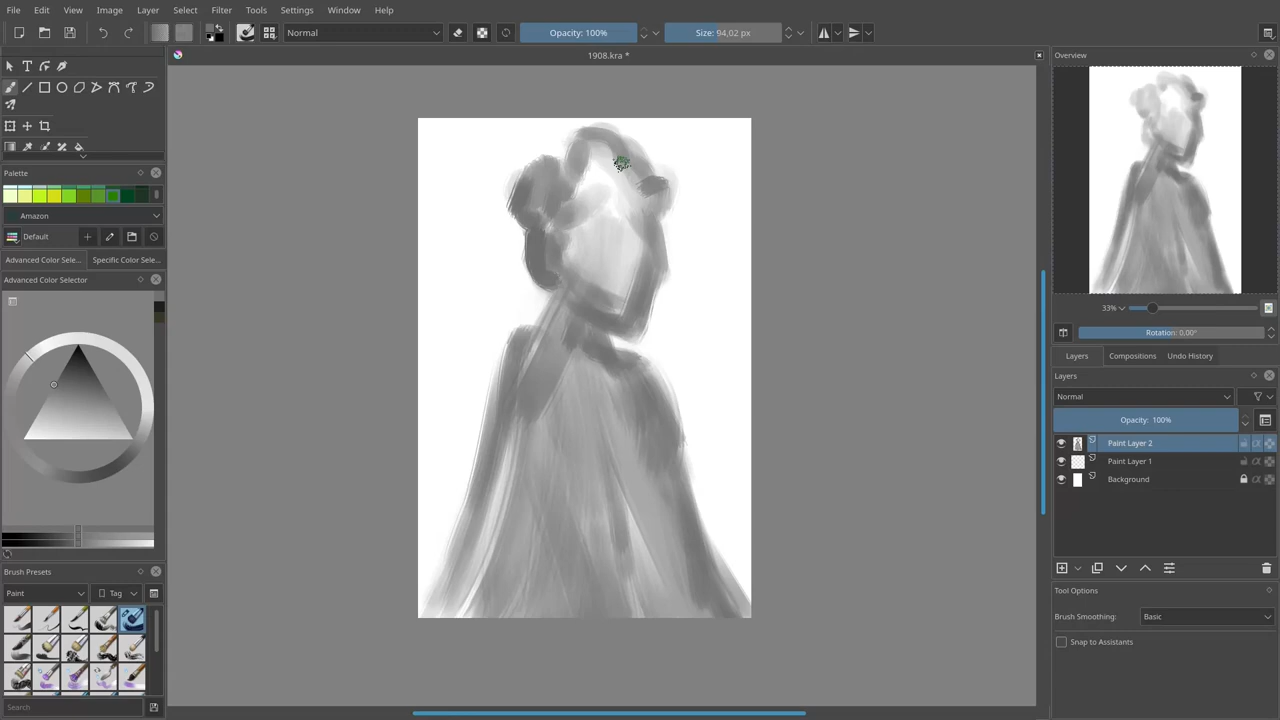 File Edit View Image Layer Select Filter Tools Settings Window Help
Normal Opacity: 100% Size: 94,02 px
1908.kra *
Palette
Amazon
Default
Advanced Color Sele... Specific Color Sele...
Advanced Color Selector
Brush Presets
Paint Tag
Search
Overview
33%
Rotation: 0,00°
Layers Compositions Undo History
Layers
Normal
Opacity: 100%
Paint Layer 2
Paint Layer 1
Background
Tool Options
Brush Smoothing: Basic
Snap to Assistants